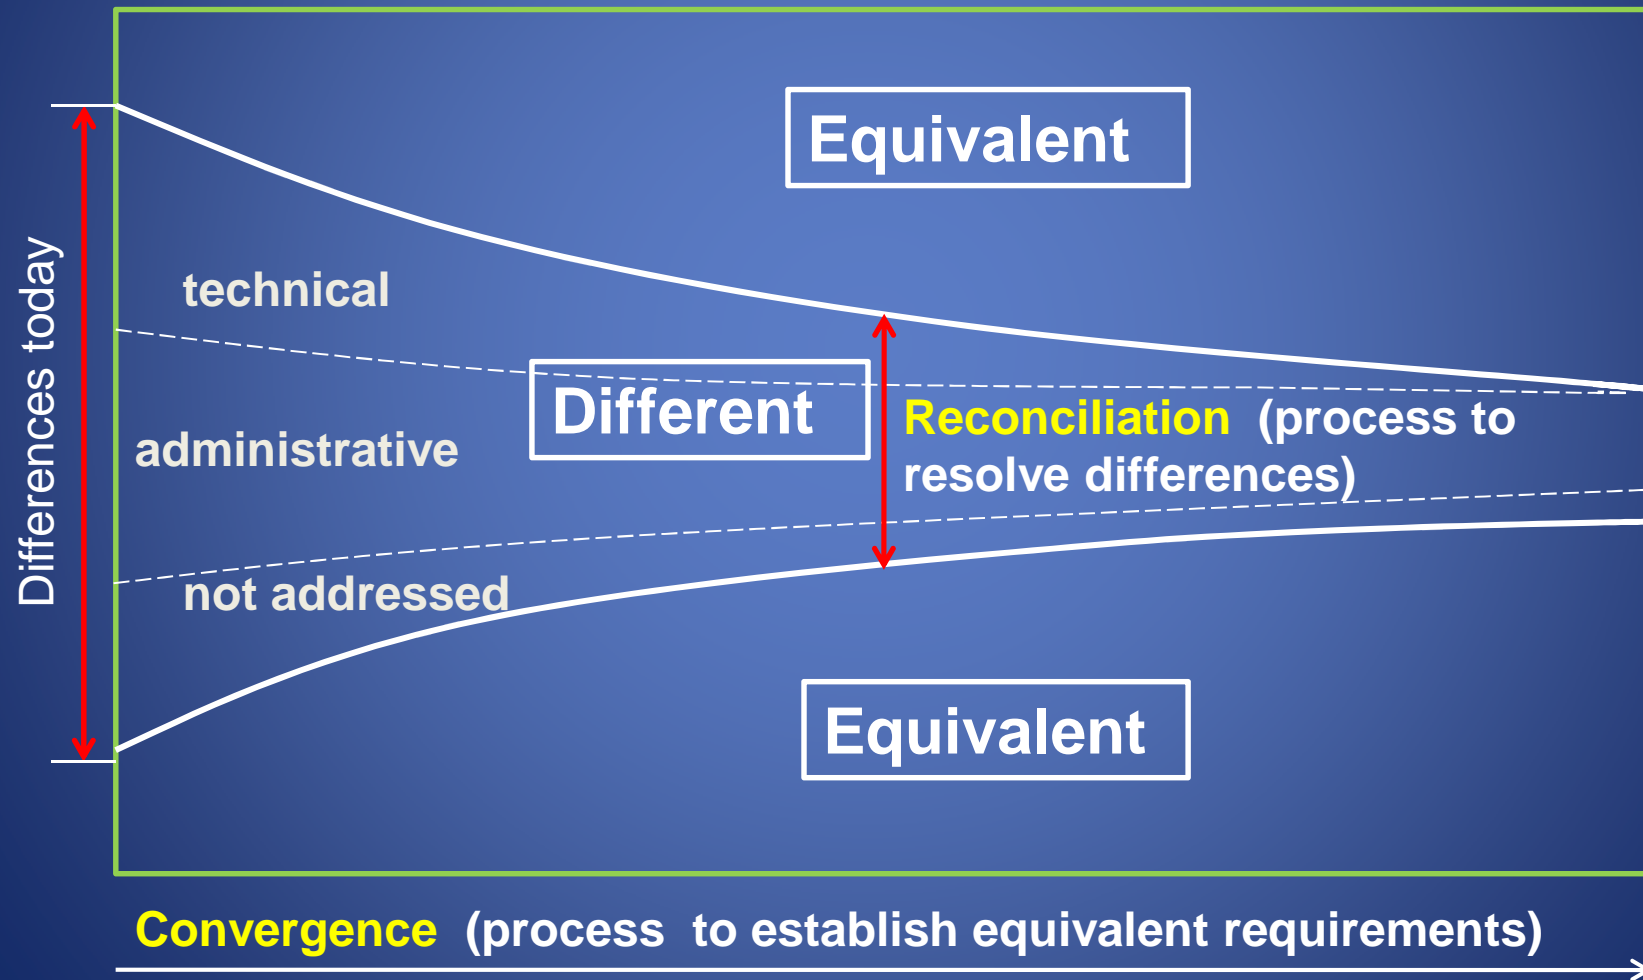 Equivalent
Differences today
technical
Different
Reconciliation (process to
resolve differences)
administrative
not addressed
Equivalent
Convergence (process to establish equivalent requirements)